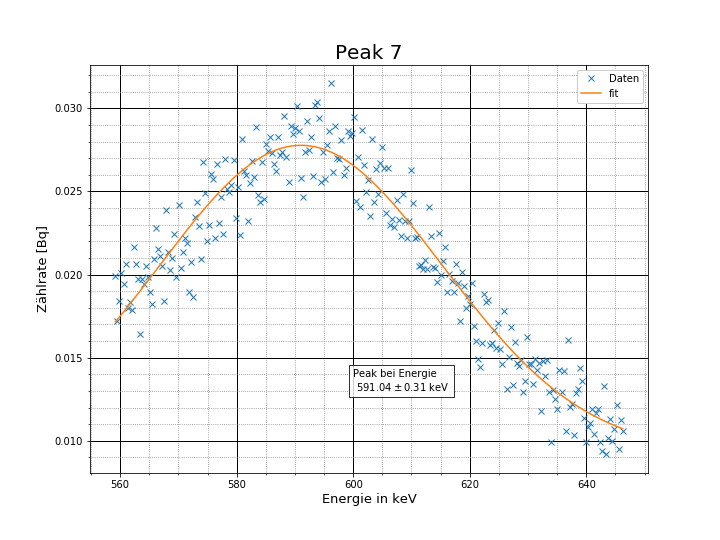 Peak 7
Daten
fit
0.030
0.025
0.020
0.015
0.010
Zählrate [Bq]
Peak bei Energie
591.04 ± 0.31 keV
560
580
600
620
640
Energie in keV